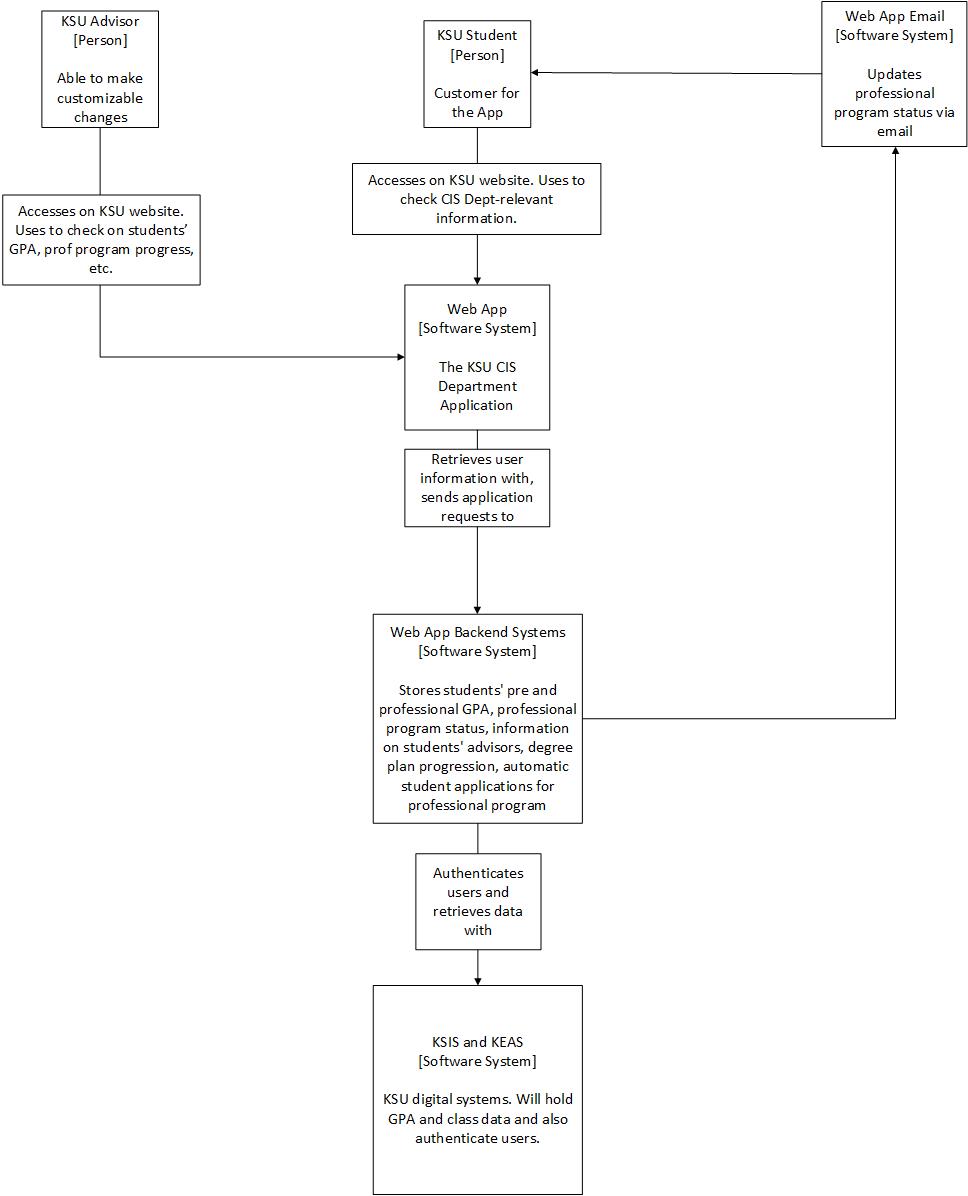 KSU Advisor
[Person]
Able to make
customizable
changes
KSU Student
[Person]
Customer for
the App
Web App Email
[Software System]
Updates
professional
program status via
email
Accesses on KSU website.
Uses to check on students’
GPA, prof program progress,
etc.
Accesses on KSU website. Uses to
check CIS Dept-relevant
information.
Web App
[Software System]
The KSU CIS
Department
Application
Retrieves user
information with,
sends application
requests to
Web App Backend Systems
[Software System]
Stores students' pre and
professional GPA, professional
program status, information
on students' advisors, degree
plan progression, automatic
student applications for
professional program
Authenticates
users and
retrieves data
with
KSIS and KEAS
[Software System]
KSU digital systems. Will hold
GPA and class data and also
authenticate users.